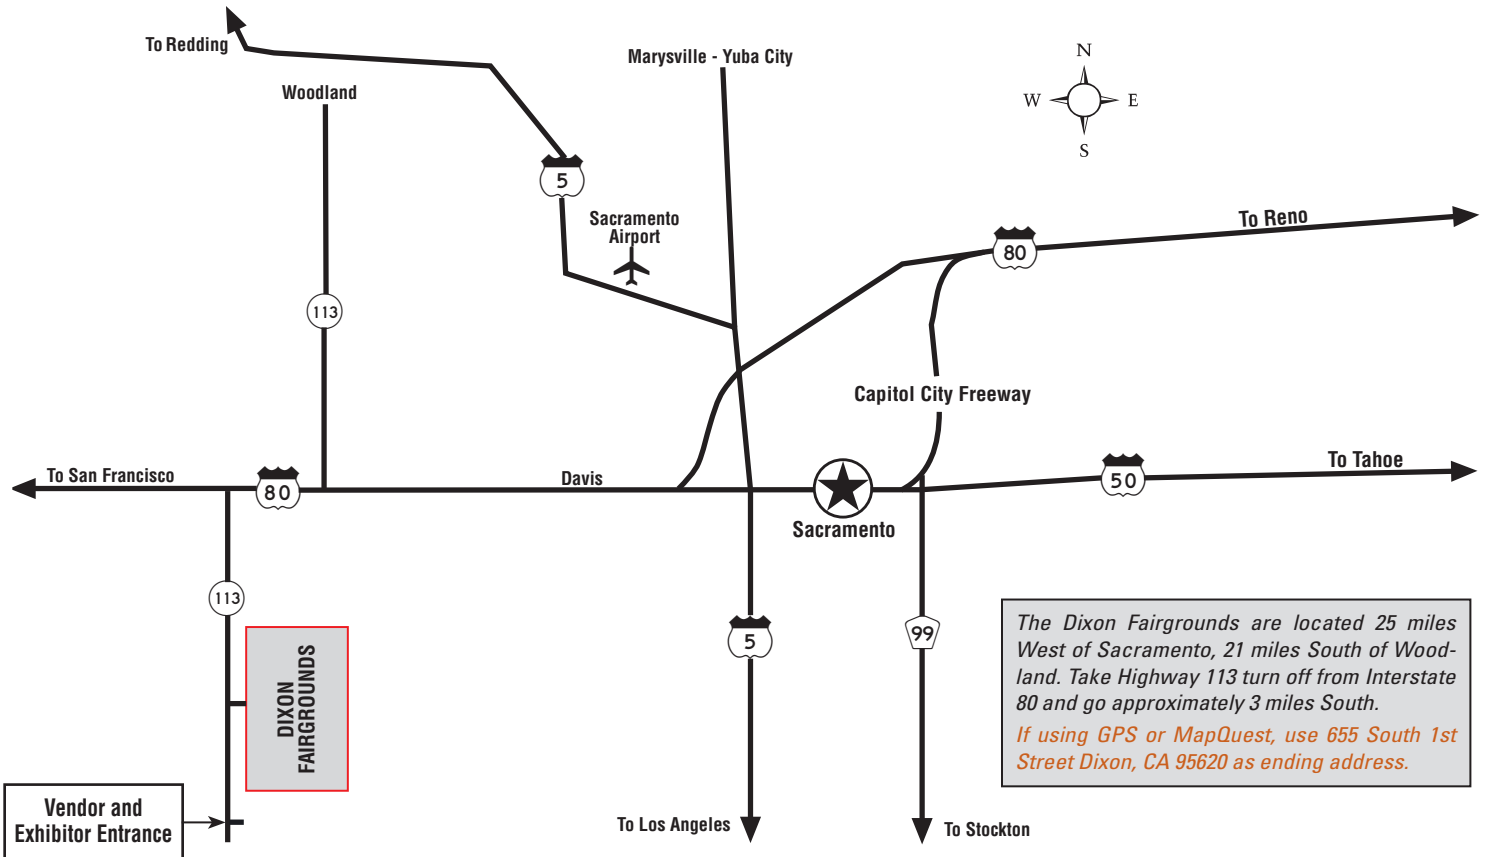 To Redding
Marysville - Yuba City
N
Woodland
W
E
S
5
Sacramento
Airport
To Reno
80
113
Capitol City Freeway
To San Francisco
80
Davis
To Tahoe
50
Sacramento
113
5
99
DIXON
FAIRGROUNDS
The Dixon Fairgrounds are located 25 miles
West of Sacramento, 21 miles South of Wood-
land. Take Highway 113 turn off from Interstate
80 and go approximately 3 miles South.
If using GPS or MapQuest, use 655 South 1st
Street Dixon, CA 95620 as ending address.
Vendor and
Exhibitor Entrance
To Los Angeles
To Stockton